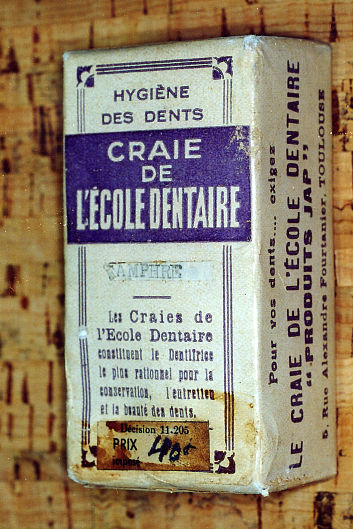 HYGIÈNE
DES DENTS
CRAIE
DE
L'ÉCOLE DENTAIRE
CAMPHRE
Les Craies de
l'Ecole Dentaire
constituent le Dentifrice
le plus rationnel pour la
conservation, l'entretien
et la beauté des dents.
Décision 11.205
PRIX 40
Pour vos dents.... exigez
LE CRAIE DE L'ÉCOLE DENTAIRE
"PRODUITS JAP"
5, Rue Alexandre Fourtanier, TOULOUSE